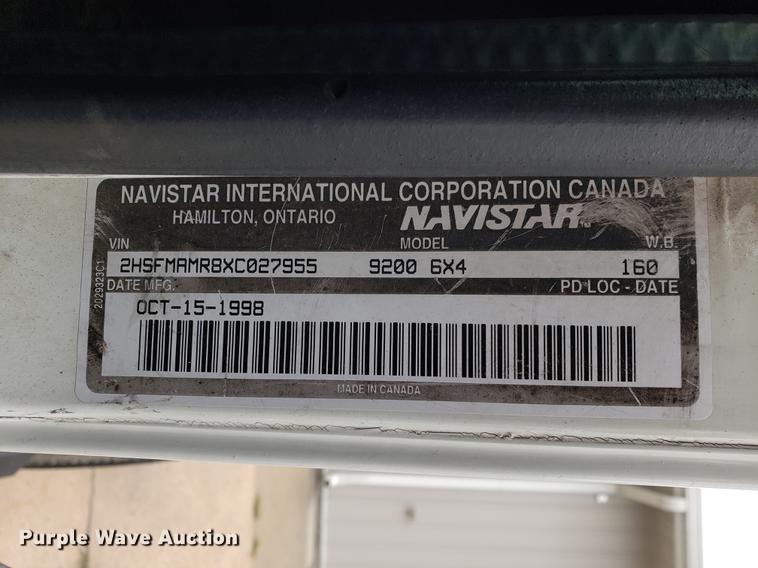 NAVISTAR INTERNATIONAL CORPORATION CANADA
HAMILTON, ONTARIO NAVISTAR
VIN MODEL W.B.
2HSFMAMR8XC027955 9200 6X4 160
DATE MFG. PD LOC - DATE
OCT-15-1998
MADE IN CANADA
2029323C1
Purple Wave Auction